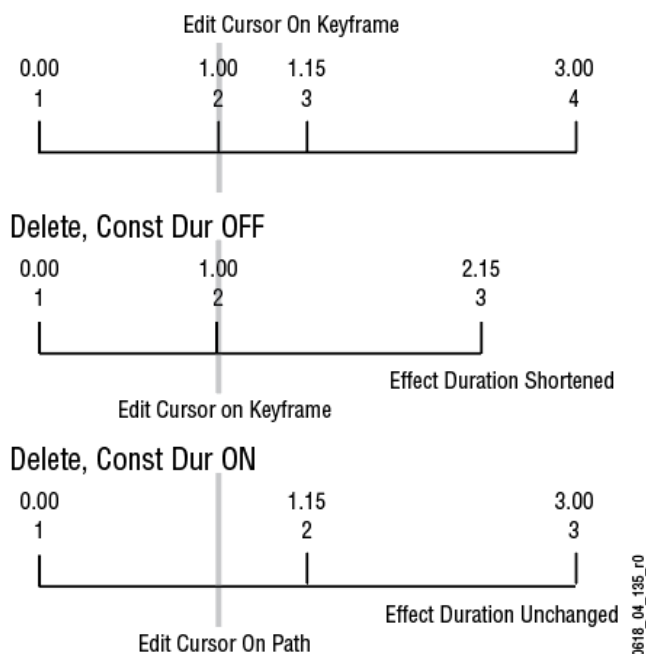 Edit Cursor On Keyframe
0.00 1.00 1.15 3.00
1 2 3 4
Delete, Const Dur OFF
0.00 1.00 2.15
1 2 3
Effect Duration Shortened
Edit Cursor on Keyframe
Delete, Const Dur ON
0.00 1.15 3.00
1 2 3
Effect Duration Unchanged
Edit Cursor On Path
0618_04_135_r0